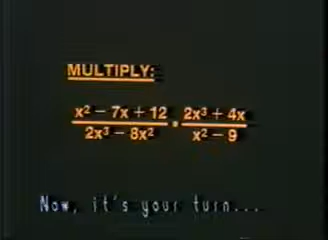 MULTIPLY:
x² − 7x + 12 / 2x³ − 8x² · 2x³ + 4x / x² − 9
Now, it's your turn...